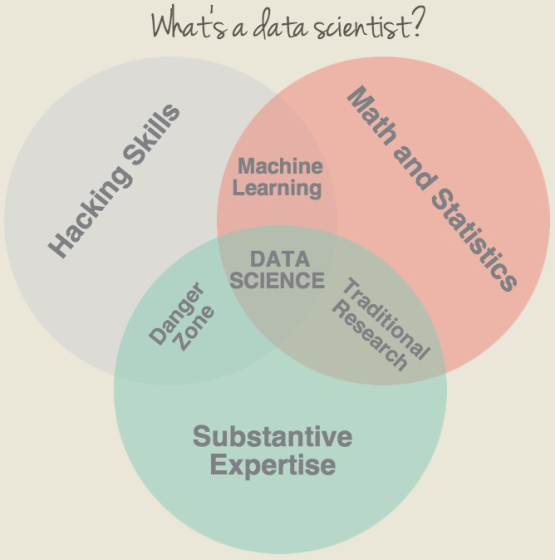 What's a data scientist?
Hacking Skills
Math and Statistics
Machine
Learning
DATA
SCIENCE
Danger
Zone
Traditional
Research
Substantive
Expertise